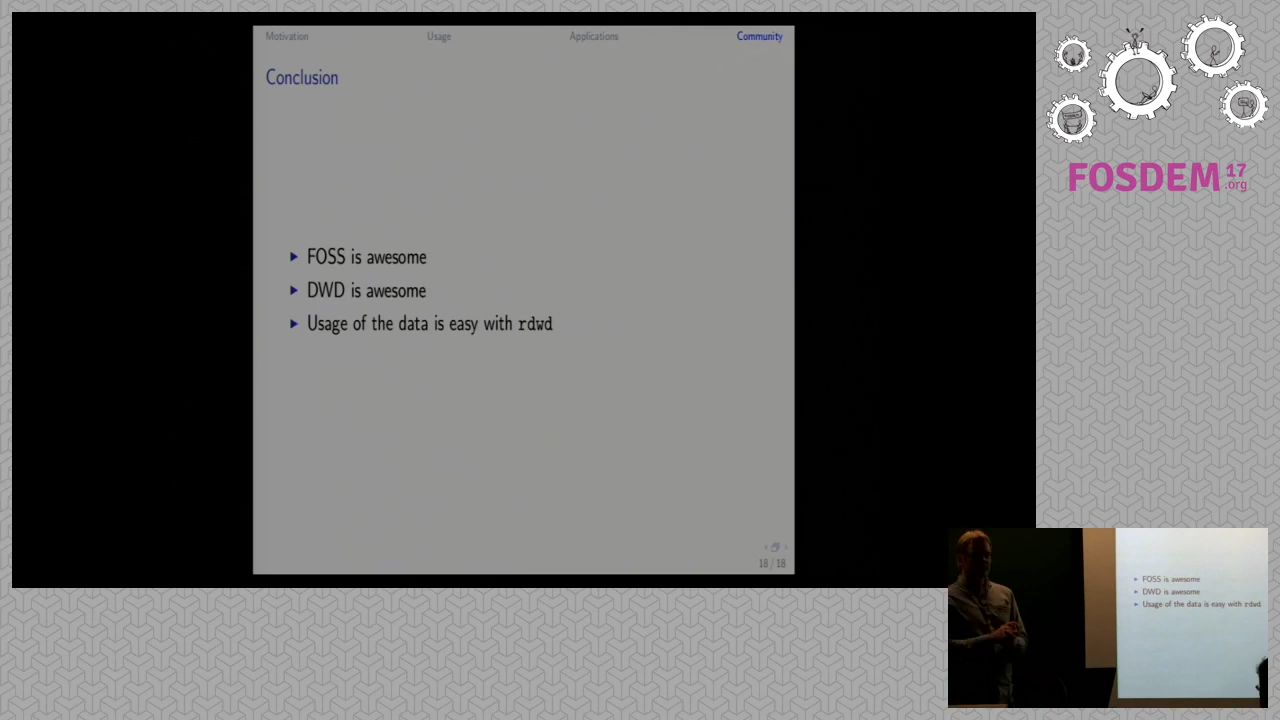 Motivation Usage Applications Community
Conclusion
FOSS is awesome
DWD is awesome
Usage of the data is easy with rdwd
18 / 18
FOSDEM 17 .org
FOSS is awesome
DWD is awesome
Usage of the data is easy with rdwd